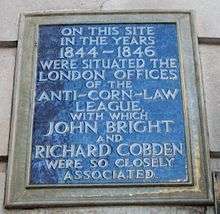 ON THIS SITE
IN THE YEARS
1844-1846
WERE SITUATED THE
LONDON OFFICES
OF THE
ANTI-CORN-LAW
LEAGUE
WITH WHICH
JOHN BRIGHT
AND
RICHARD COBDEN
WERE SO CLOSELY
ASSOCIATED.